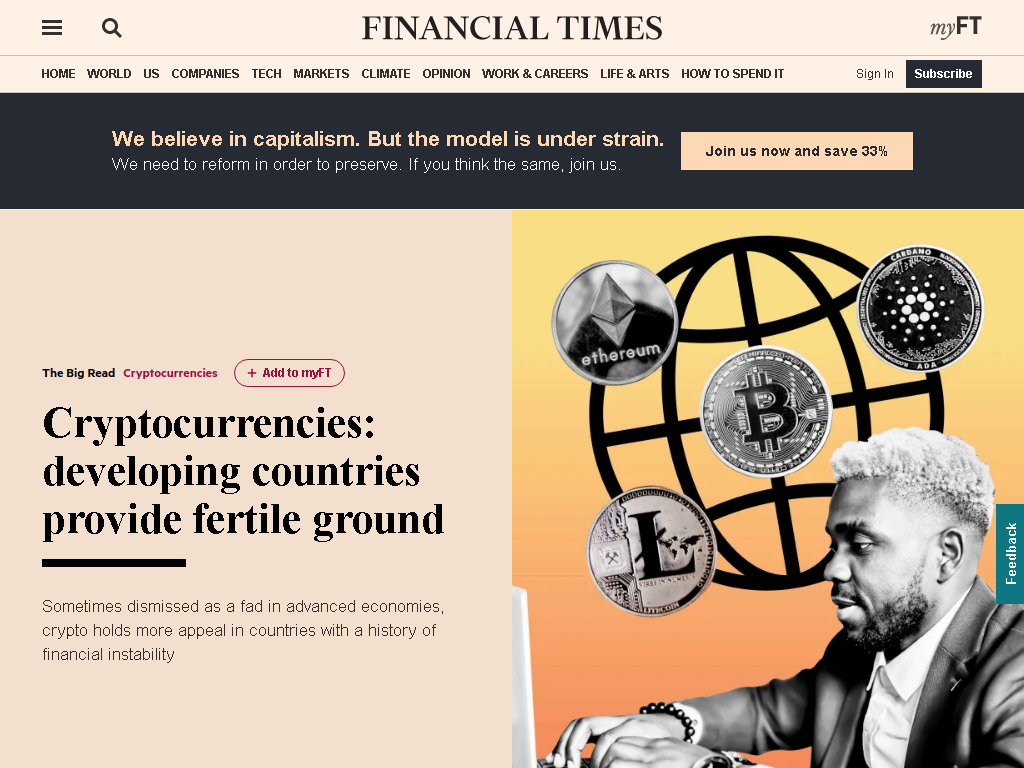 FINANCIAL TIMES
myFT
HOME WORLD US COMPANIES TECH MARKETS CLIMATE OPINION WORK & CAREERS LIFE & ARTS HOW TO SPEND IT
Sign In Subscribe
We believe in capitalism. But the model is under strain.
We need to reform in order to preserve. If you think the same, join us.
Join us now and save 33%
The Big Read Cryptocurrencies + Add to myFT
Cryptocurrencies:
developing countries
provide fertile ground
Sometimes dismissed as a fad in advanced economies,
crypto holds more appeal in countries with a history of
financial instability
ethereum
CARDANO
ADA
LITECOIN
Feedback